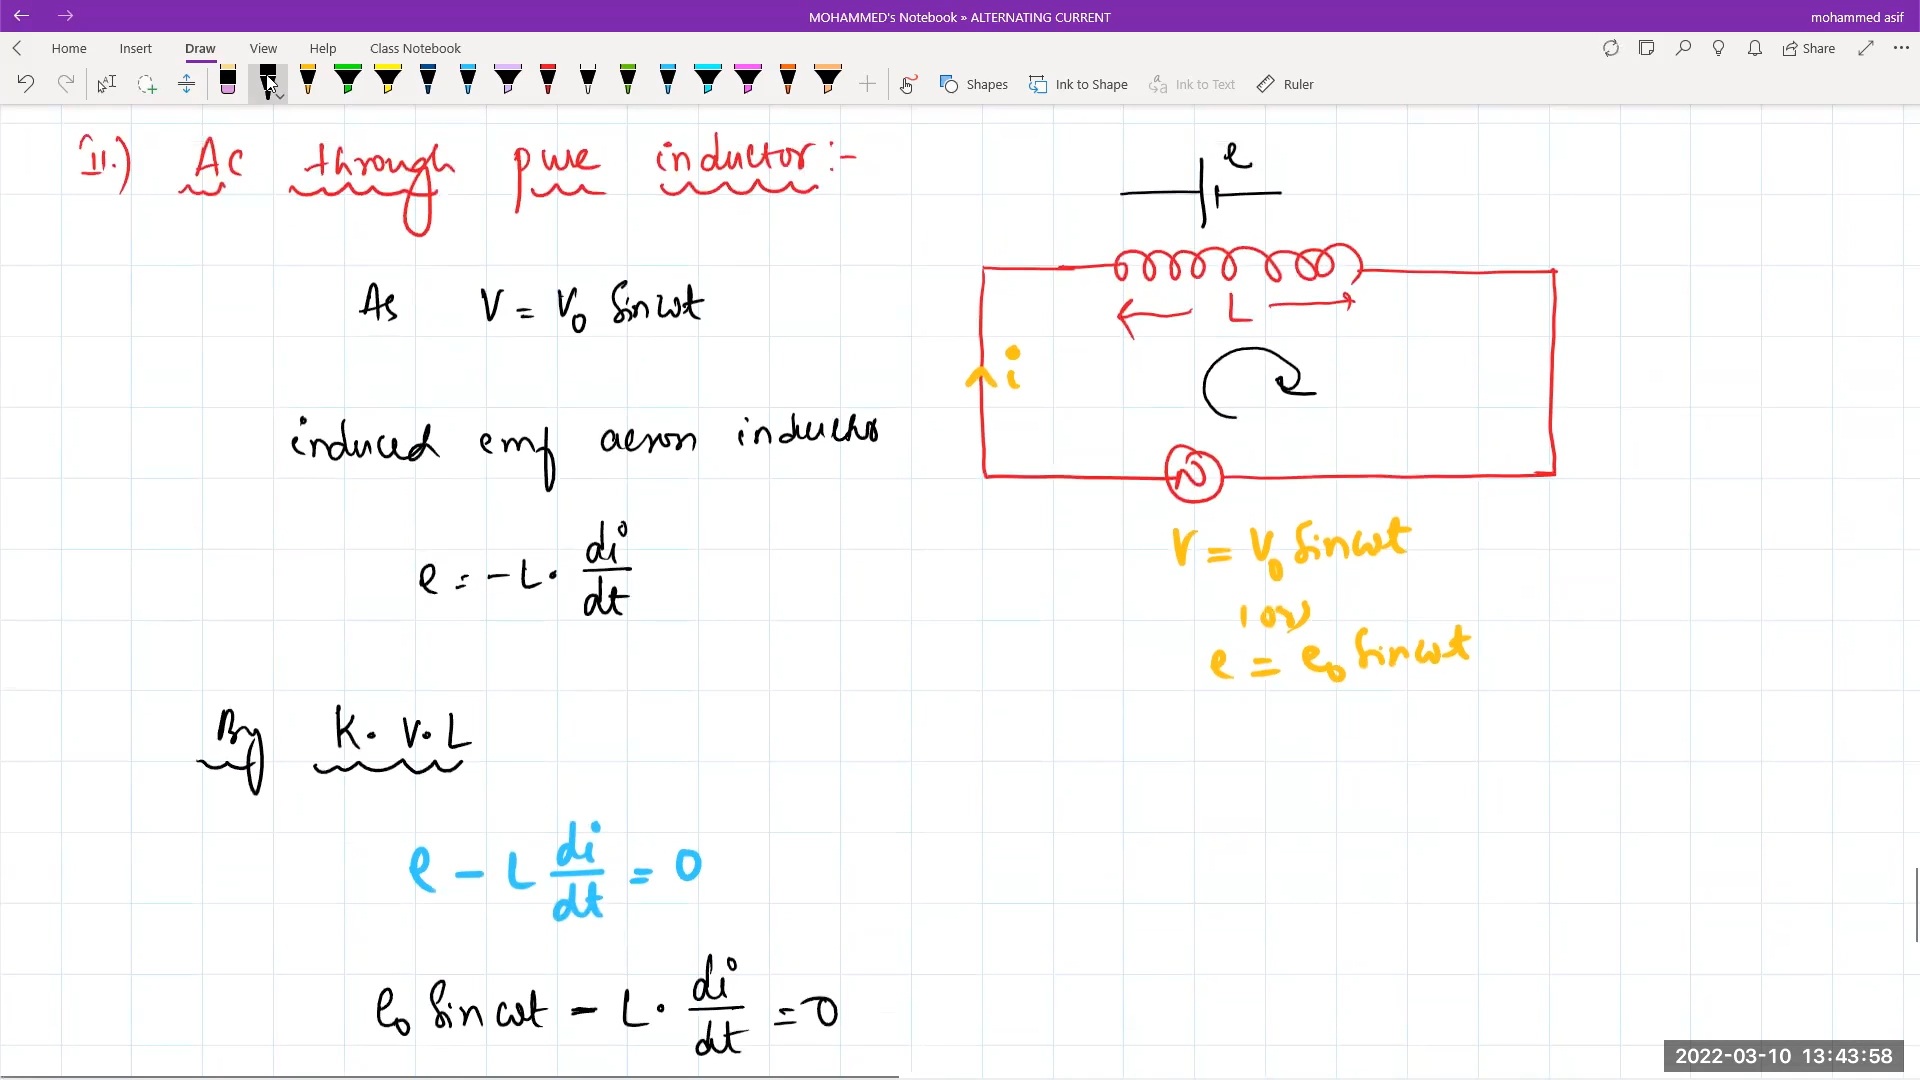 MOHAMMED's Notebook » ALTERNATING CURRENT
mohammed asif
Home Insert Draw View Help Class Notebook
Share
Shapes Ink to Shape Ink to Text Ruler
II.) AC through pure inductor:-
e
As V = V₀ Sinωt
L
i
induced emf across inductor
e = -L · di/dt
V = V₀ Sinωt
(or)
e = e₀ Sinωt
By K.V.L
e - L di/dt = 0
e₀ Sin ωt - L · di/dt = 0
2022-03-10 13:43:58